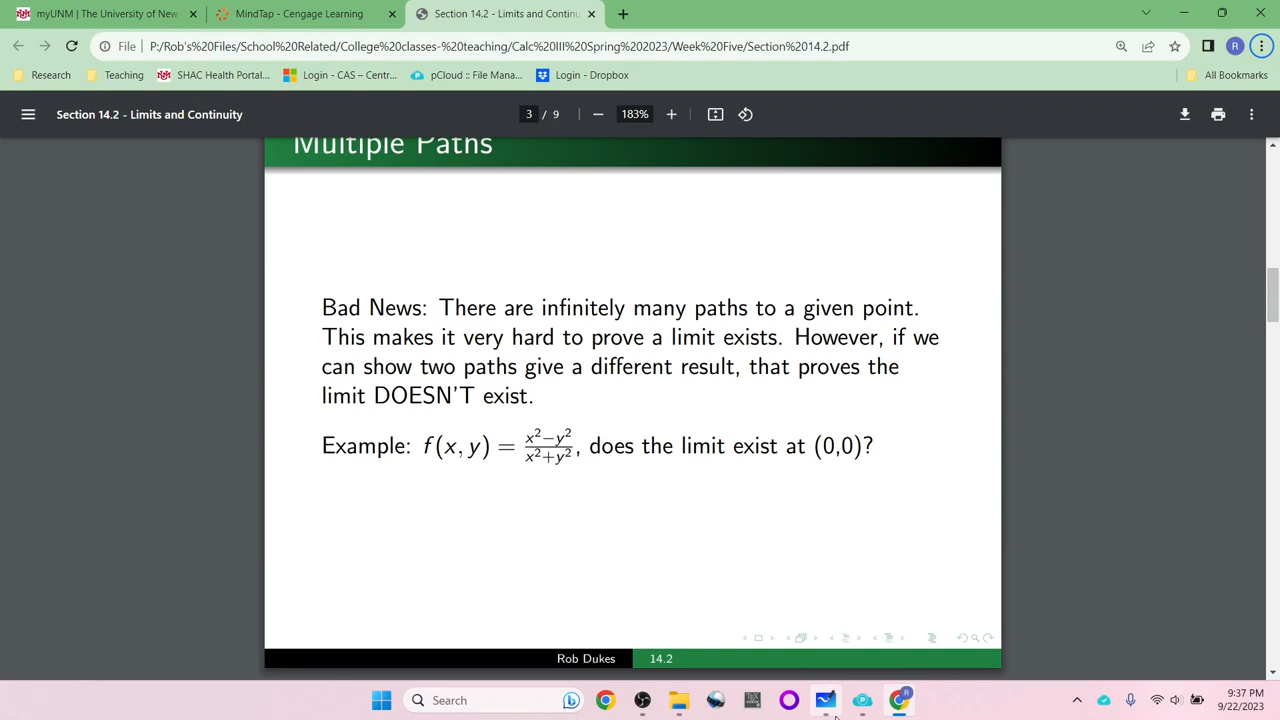 myUNM | The University of New
MindTap - Cengage Learning
Section 14.2 - Limits and Continu
File
P:/Rob's%20Files/School%20Related/College%20classes-%20teaching/Calc%20III%20Spring%202023/Week%20Five/Section%2014.2.pdf
R
Research
Teaching
SHAC Health Portal...
Login - CAS – Centr...
pCloud :: File Mana...
Login - Dropbox
All Bookmarks
Section 14.2 - Limits and Continuity
3 / 9
183%
Multiple Paths
Bad News: There are infinitely many paths to a given point.
This makes it very hard to prove a limit exists. However, if we
can show two paths give a different result, that proves the
limit DOESN'T exist.
Example: f(x, y) = \frac{x^2-y^2}{x^2+y^2}, does the limit exist at (0,0)?
Rob Dukes
14.2
Search
9:37 PM
9/22/2023